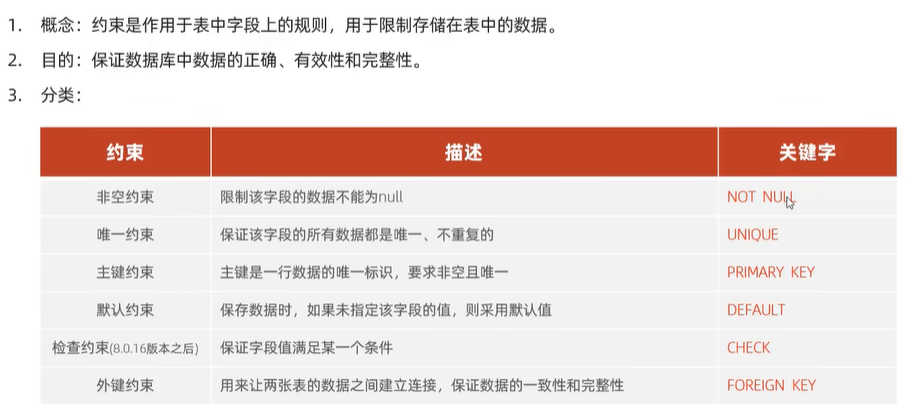 1. 概念：约束是作用于表中字段上的规则，用于限制存储在表中的数据。
2. 目的：保证数据库中数据的正确、有效性和完整性。
3. 分类：
约束 描述 关键字
非空约束 限制该字段的数据不能为null NOT NULL
唯一约束 保证该字段的所有数据都是唯一、不重复的 UNIQUE
主键约束 主键是一行数据的唯一标识，要求非空且唯一 PRIMARY KEY
默认约束 保存数据时，如果未指定该字段的值，则采用默认值 DEFAULT
检查约束(8.0.16版本之后) 保证字段值满足某一个条件 CHECK
外键约束 用来让两张表的数据之间建立连接，保证数据的一致性和完整性 FOREIGN KEY